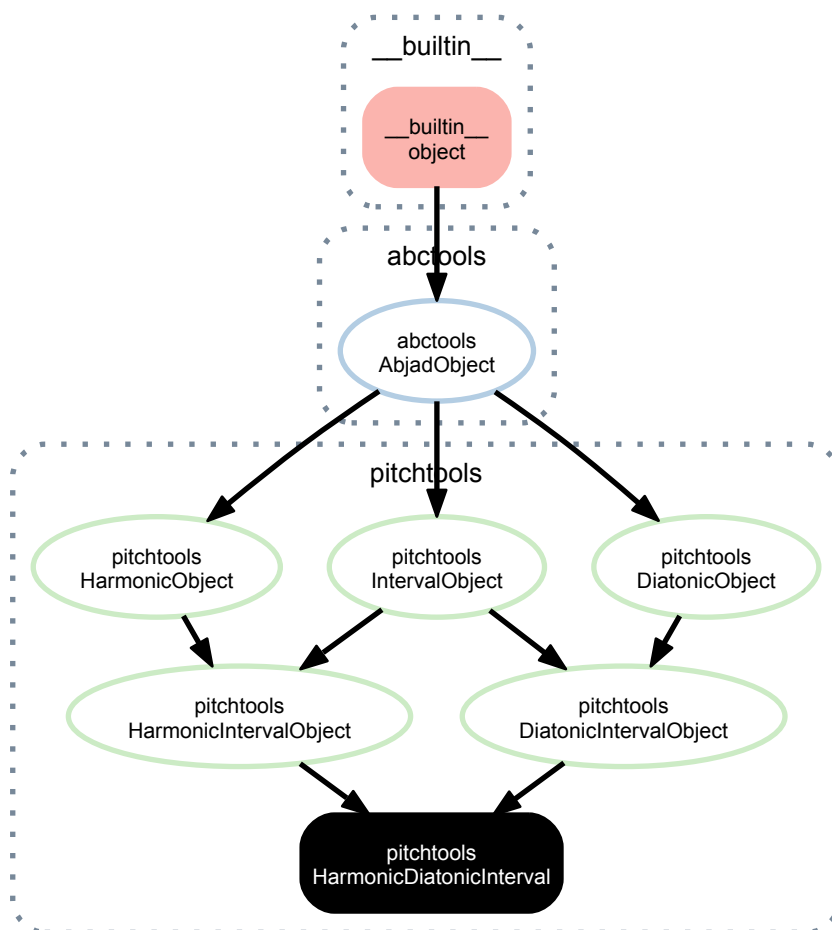 __builtin__
__builtin__
object
abctools
abctools
AbjadObject
pitchtools
pitchtools
HarmonicObject
pitchtools
IntervalObject
pitchtools
DiatonicObject
pitchtools
HarmonicIntervalObject
pitchtools
DiatonicIntervalObject
pitchtools
HarmonicDiatonicInterval